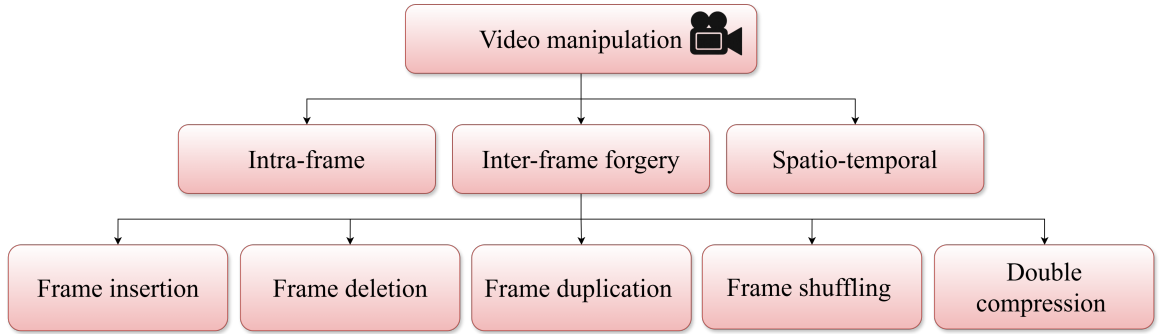 Video manipulation
Intra-frame
Inter-frame forgery
Spatio-temporal
Frame insertion
Frame deletion
Frame duplication
Frame shuffling
Double
compression